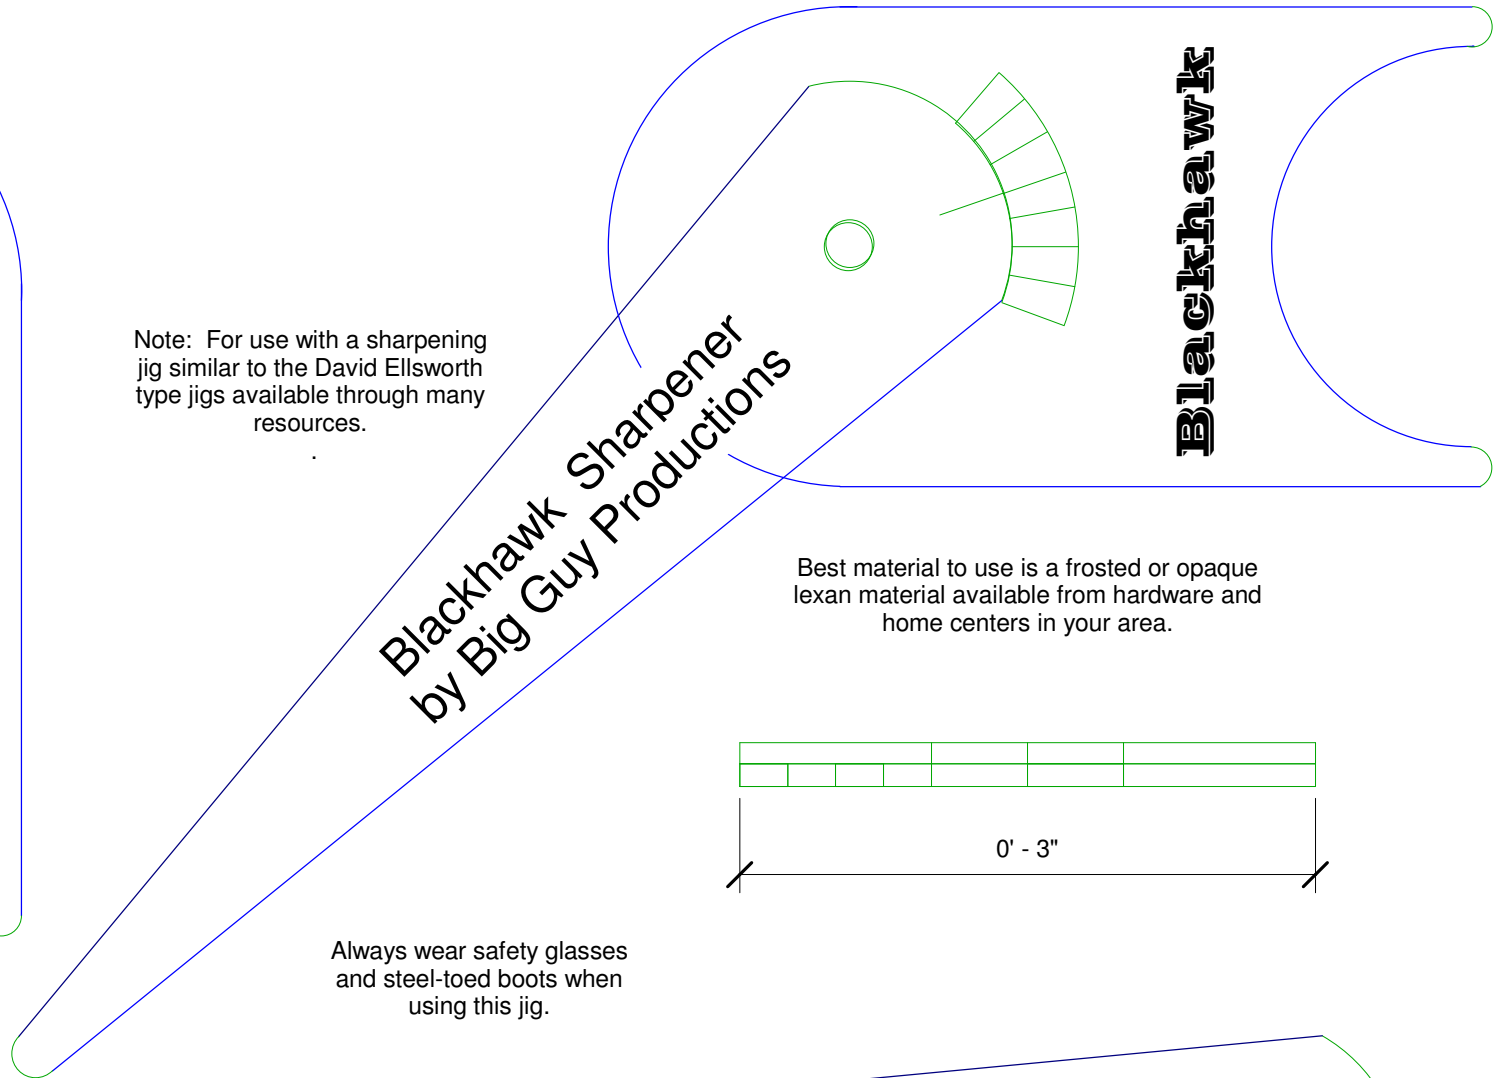 Blackhawk
Note:  For use with a sharpening
jig similar to the David Ellsworth
type jigs available through many
resources.
.
Blackhawk  Sharpener
by Big Guy Productions
Best material to use is a frosted or opaque
lexan material available from hardware and
home centers in your area.
0' - 3"
Always wear safety glasses
and steel-toed boots when
using this jig.